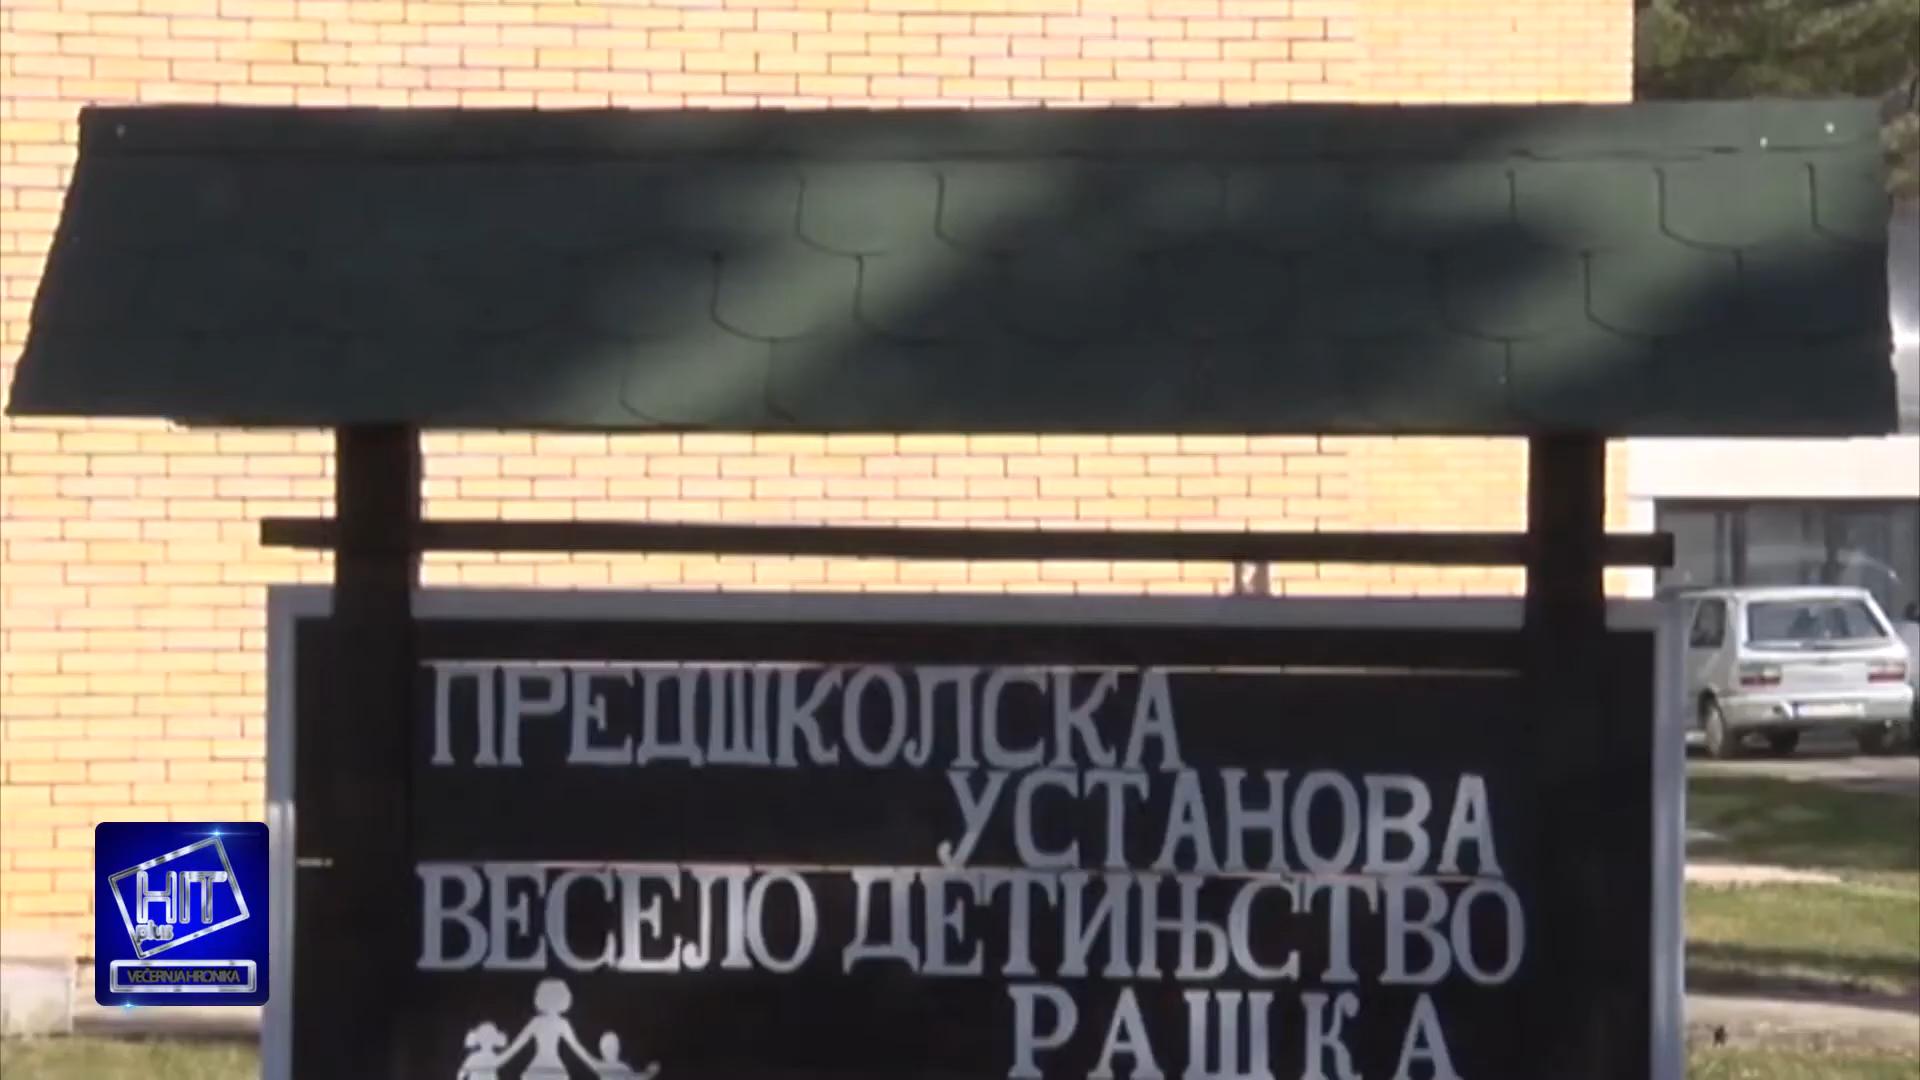 ПРЕДШКОЛСКА
УСТАНОВА
ВЕСЕЛО ДЕТИЊСТВО
РАШКА
HIT
plus
VEČERNJA HRONIKA